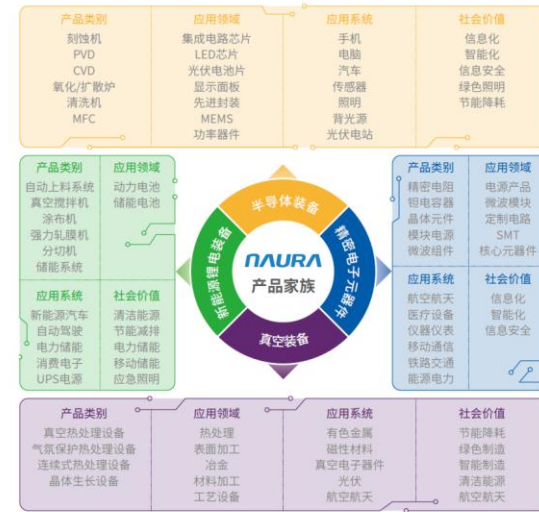 产品类别
刻蚀机
PVD
CVD
氧化/扩散炉
清洗机
MFC
应用领域
集成电路芯片
LED芯片
光伏电池片
显示面板
先进封装
MEMS
功率器件
应用系统
手机
电脑
汽车
传感器
照明
背光源
光伏电站
社会价值
信息化
智能化
信息安全
绿色照明
节能降耗
产品类别
自动上料系统
真空搅拌机
涂布机
强力轧膜机
分切机
储能系统
应用领域
动力电池
储能电池
应用系统
新能源汽车
自动驾驶
电力储能
消费电子
UPS电源
社会价值
清洁能源
节能减排
电力储能
移动储能
应急照明
半导体装备
新能源锂电装备
NAURA
产品家族
精密电子元器件
真空装备
产品类别
精密电阻
钽电容器
晶体元件
模块电源
微波组件
应用领域
电源产品
微波模块
定制电路
SMT
核心元器件
应用系统
航空航天
医疗设备
仪器仪表
移动通信
铁路交通
能源电力
社会价值
信息化
智能化
信息安全
产品类别
真空热处理设备
气氛保护热处理设备
连续式热处理设备
晶体生长设备
应用领域
热处理
表面加工
冶金
材料加工
工艺设备
应用系统
有色金属
磁性材料
真空电子器件
光伏
航空航天
社会价值
节能降耗
绿色制造
智能制造
清洁能源
航空航天